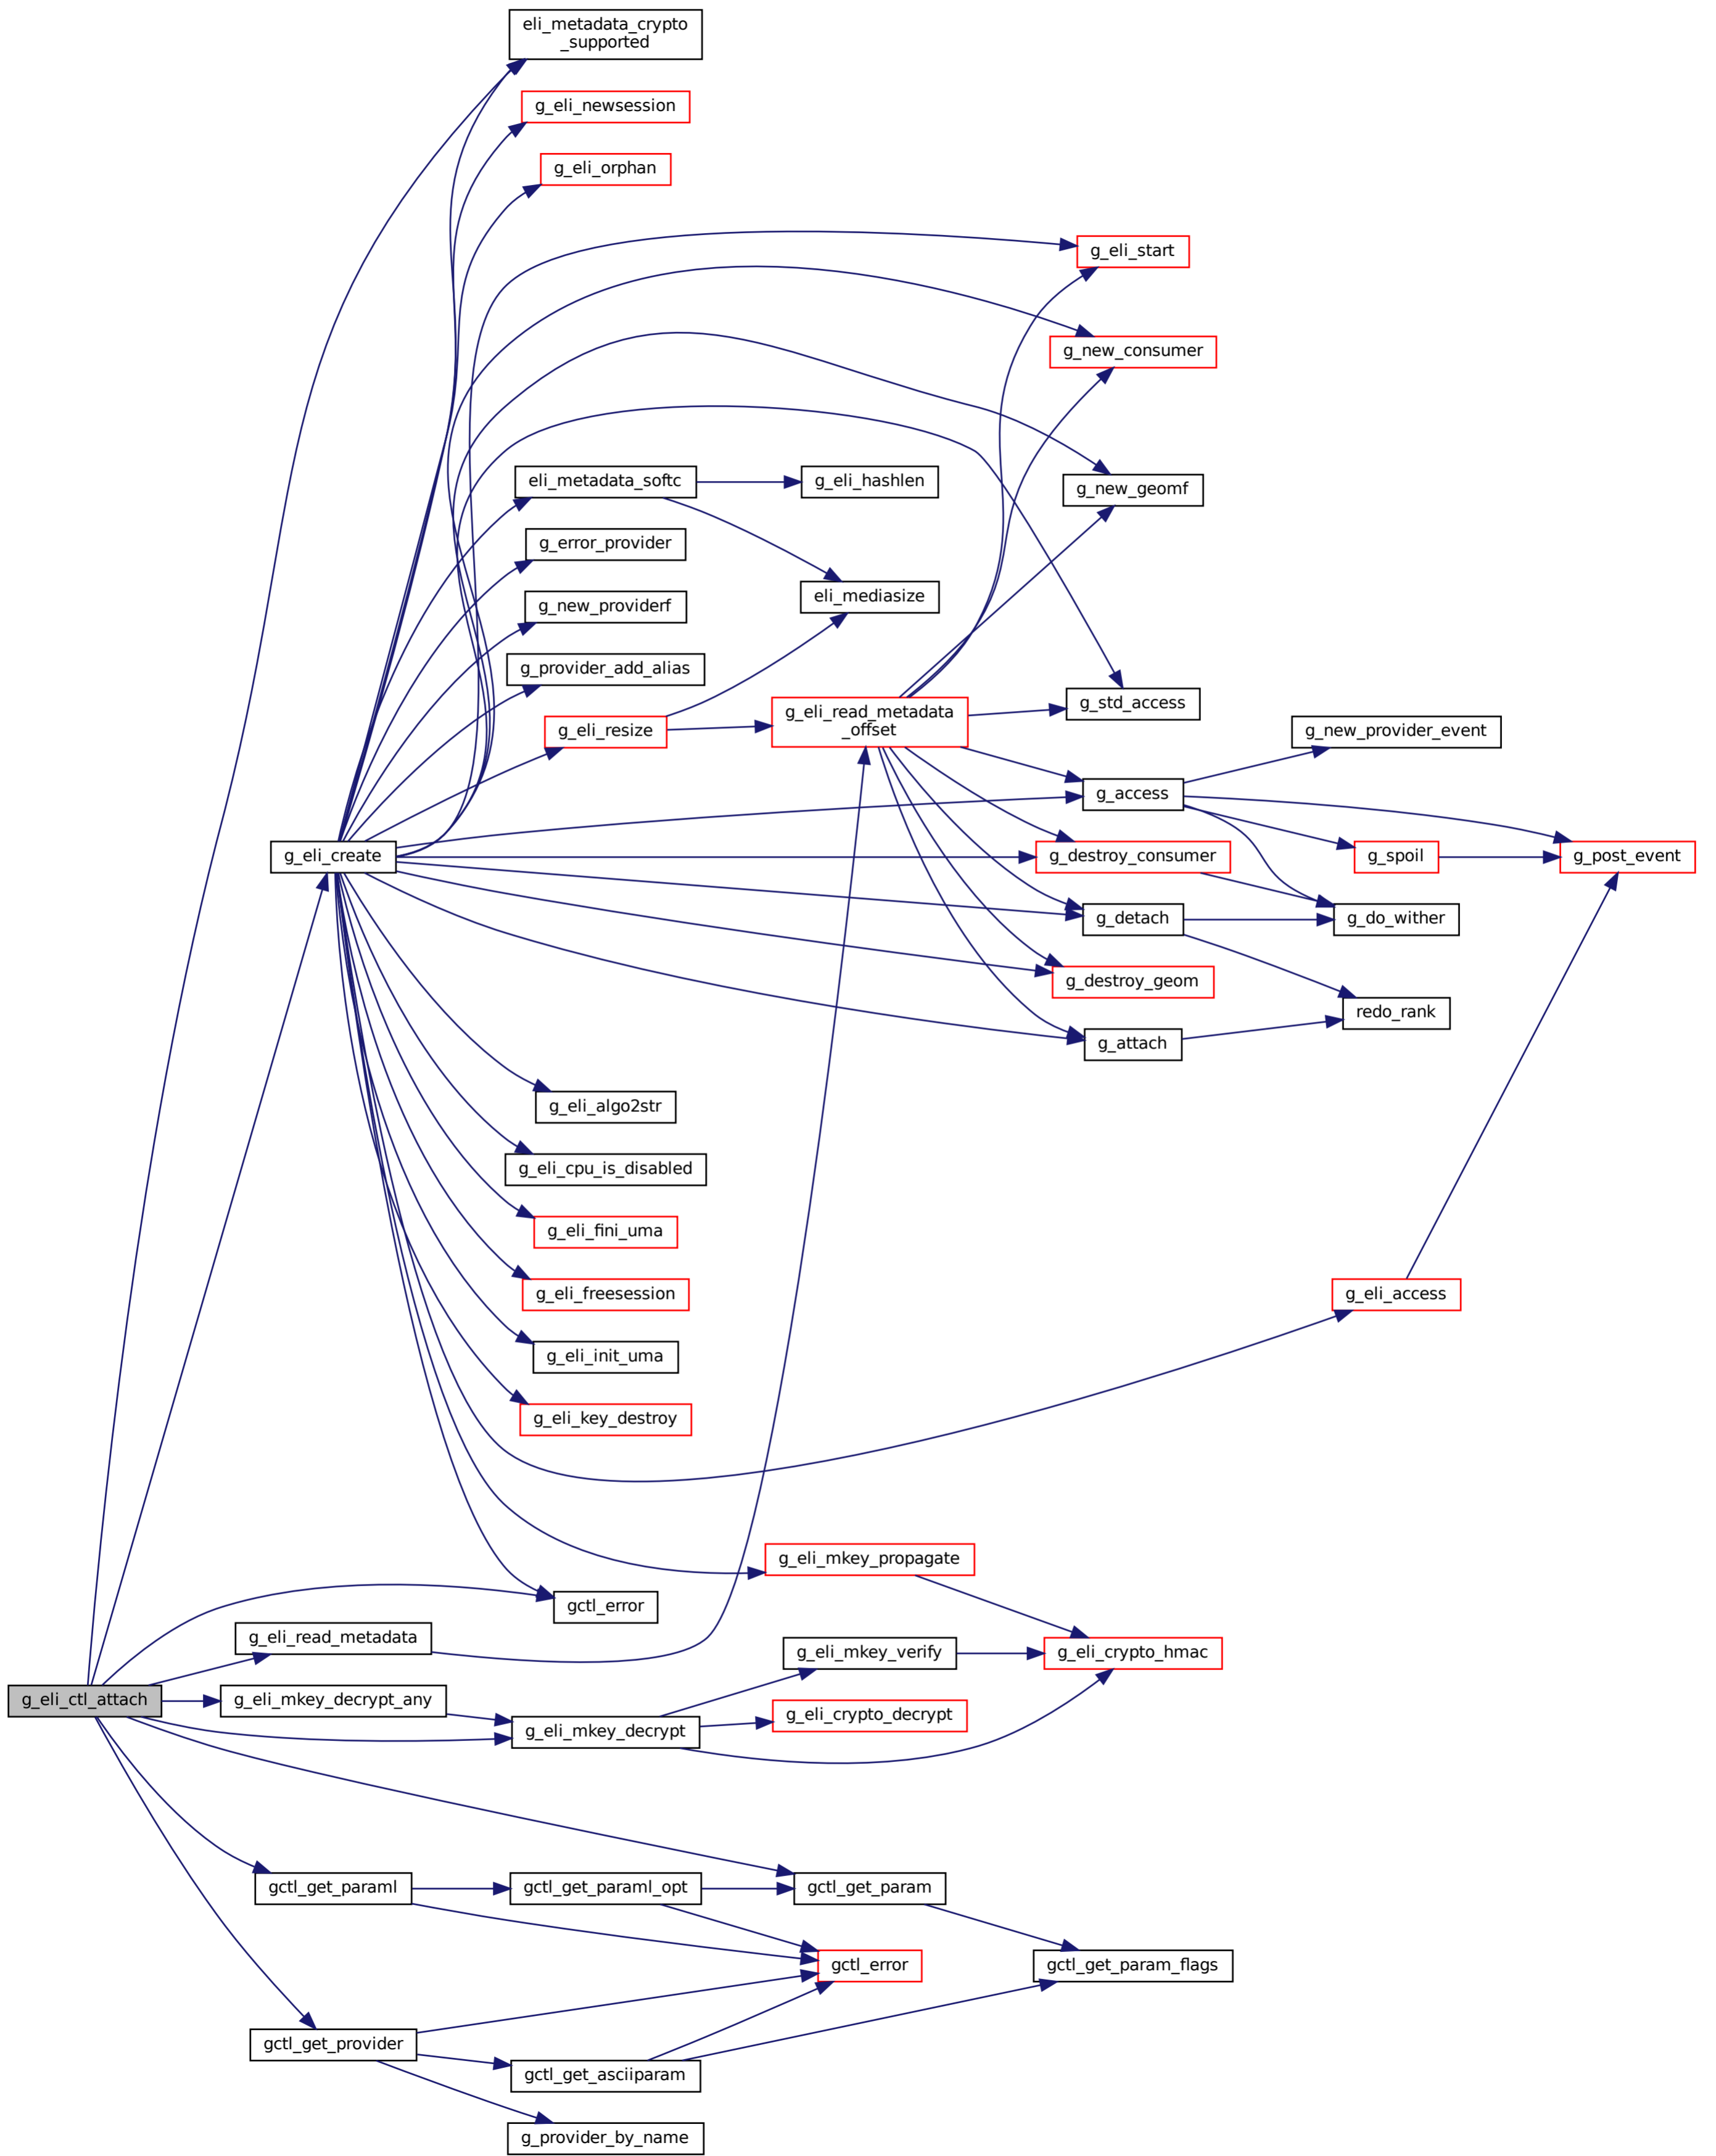 eli_metadata_crypto
_supported
g_eli_newsession
g_eli_orphan
g_eli_start
g_new_consumer
eli_metadata_softc
g_eli_hashlen
g_new_geomf
g_error_provider
eli_mediasize
g_new_providerf
g_provider_add_alias
g_eli_resize
g_eli_read_metadata
_offset
g_std_access
g_new_provider_event
g_access
g_eli_create
g_destroy_consumer
g_spoil
g_post_event
g_detach
g_do_wither
g_destroy_geom
redo_rank
g_attach
g_eli_algo2str
g_eli_cpu_is_disabled
g_eli_fini_uma
g_eli_freesession
g_eli_access
g_eli_init_uma
g_eli_key_destroy
g_eli_mkey_propagate
gctl_error
g_eli_read_metadata
g_eli_mkey_verify
g_eli_crypto_hmac
g_eli_ctl_attach
g_eli_mkey_decrypt_any
g_eli_crypto_decrypt
g_eli_mkey_decrypt
gctl_get_paraml
gctl_get_paraml_opt
gctl_get_param
gctl_error
gctl_get_param_flags
gctl_get_provider
gctl_get_asciiparam
g_provider_by_name